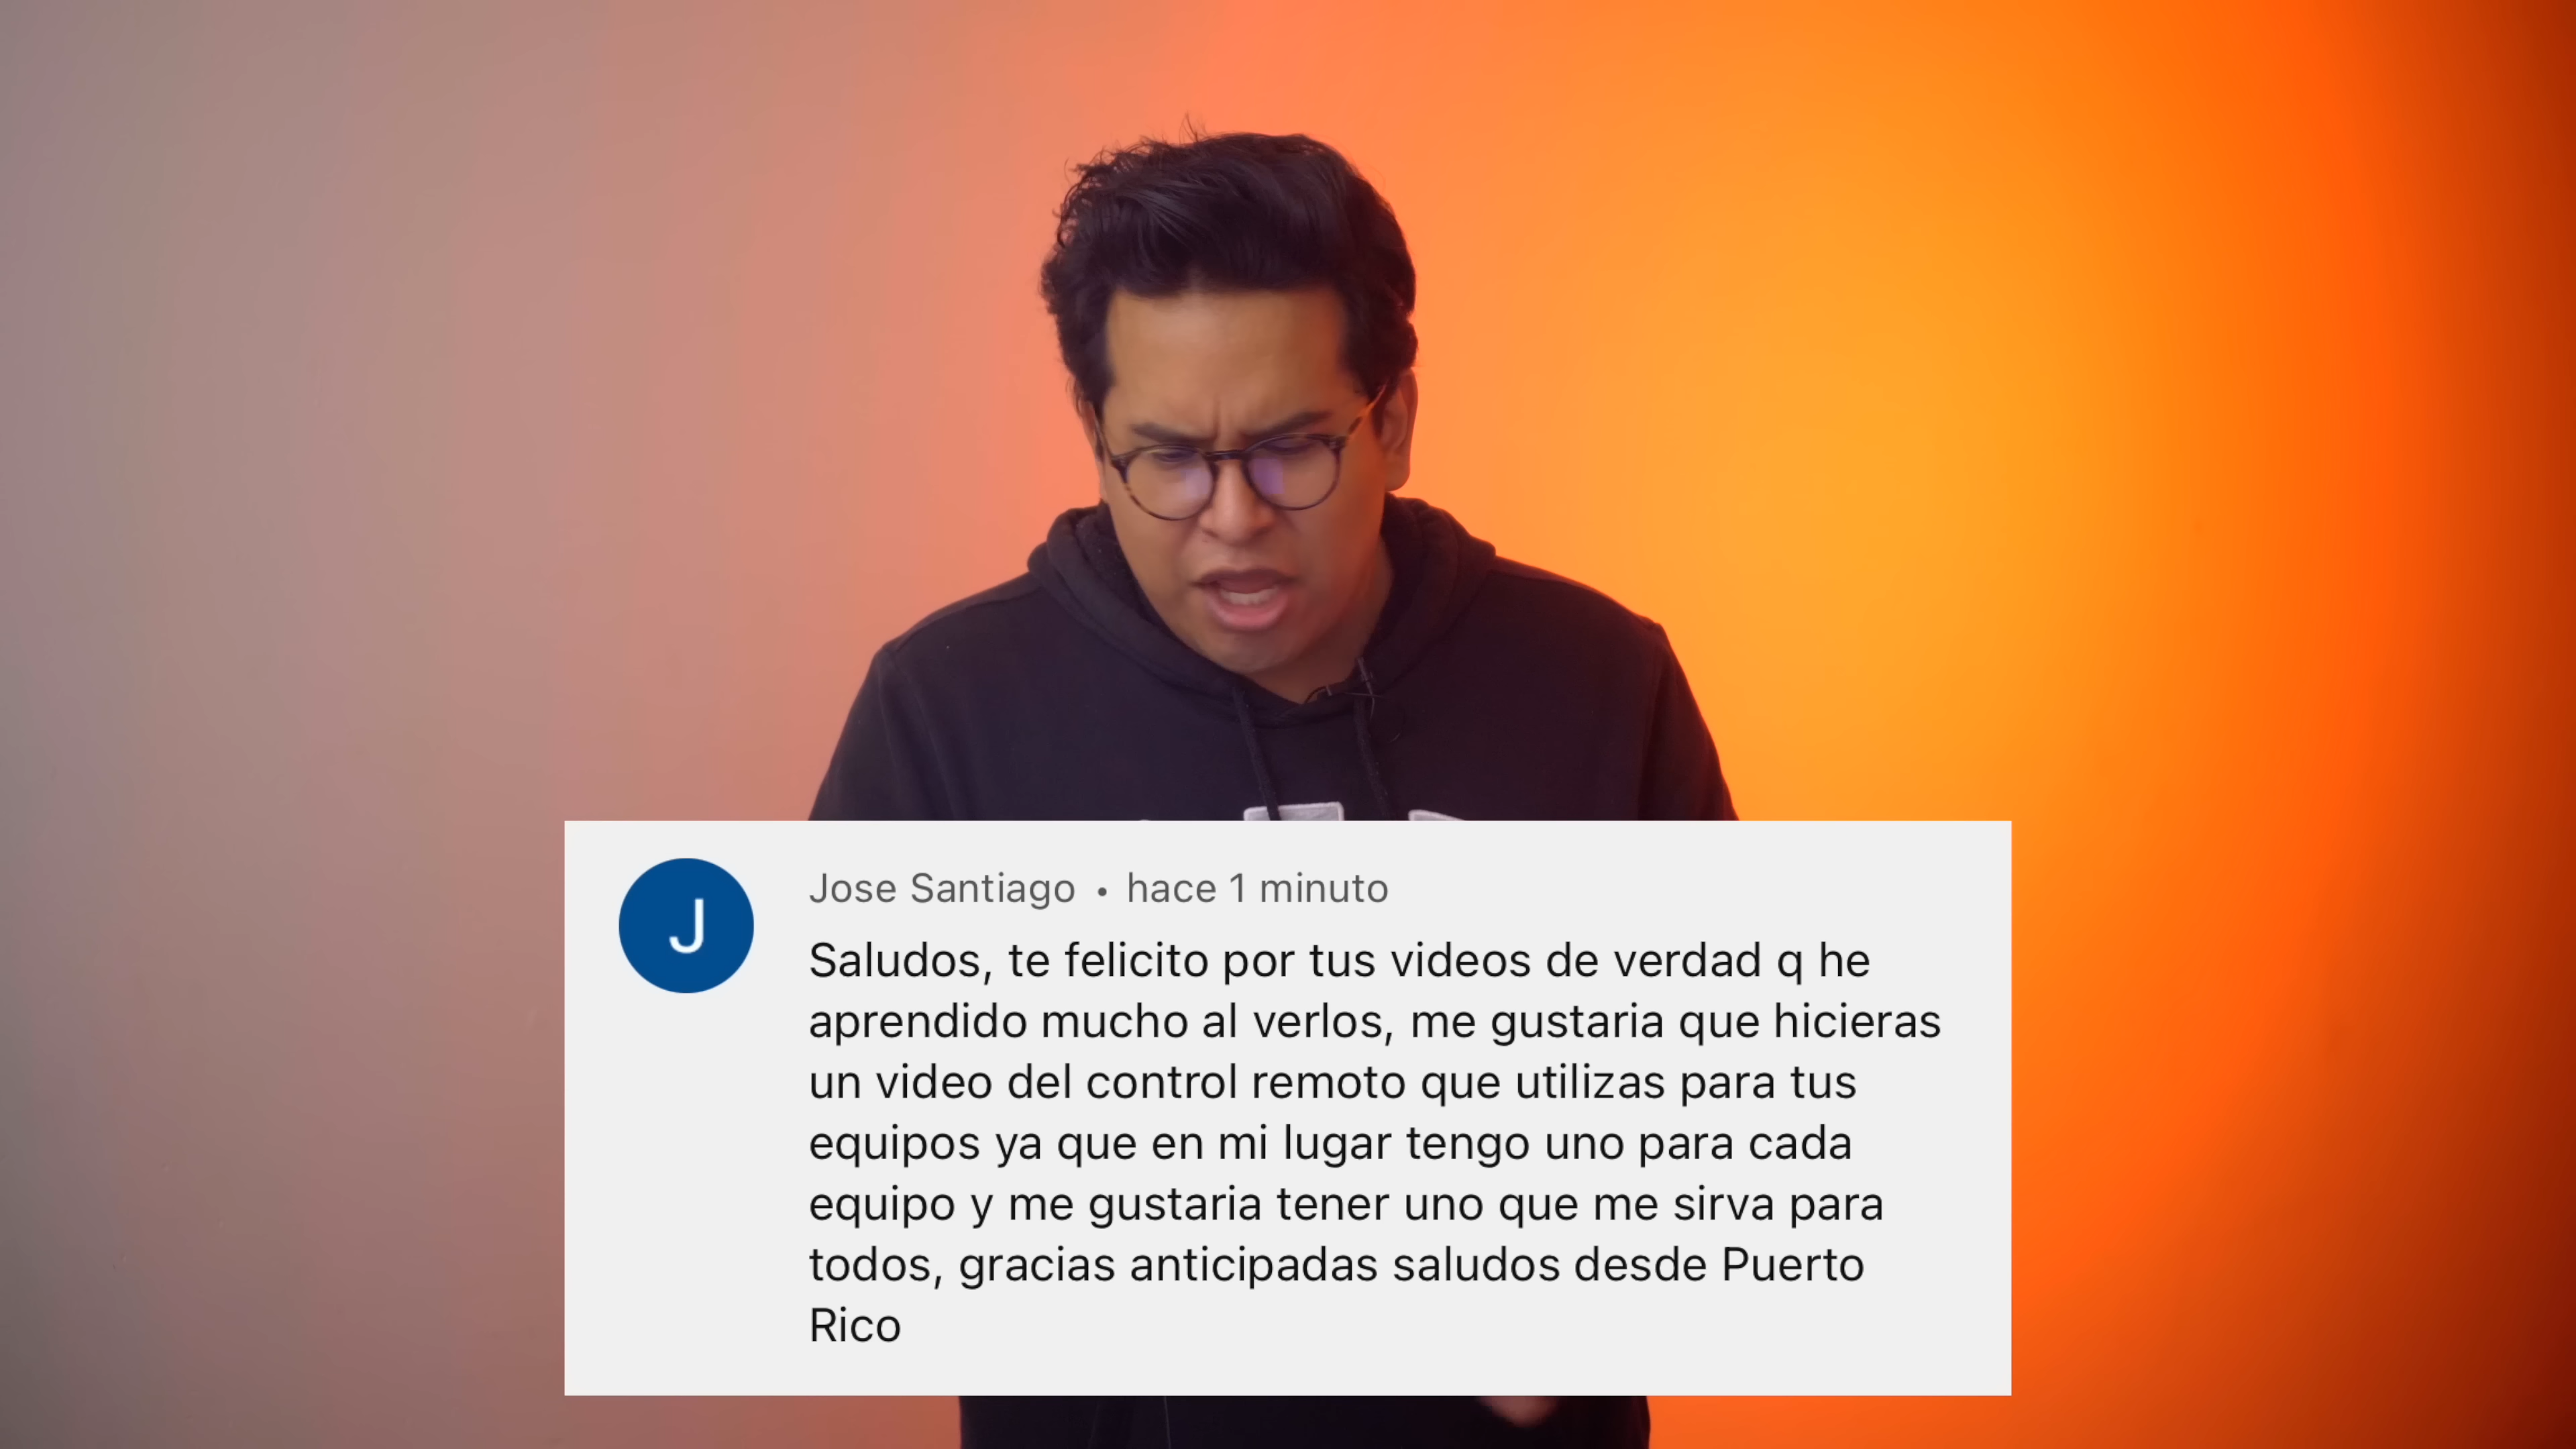 J
Jose Santiago • hace 1 minuto
Saludos, te felicito por tus videos de verdad q he
aprendido mucho al verlos, me gustaria que hicieras
un video del control remoto que utilizas para tus
equipos ya que en mi lugar tengo uno para cada
equipo y me gustaria tener uno que me sirva para
todos, gracias anticipadas saludos desde Puerto
Rico